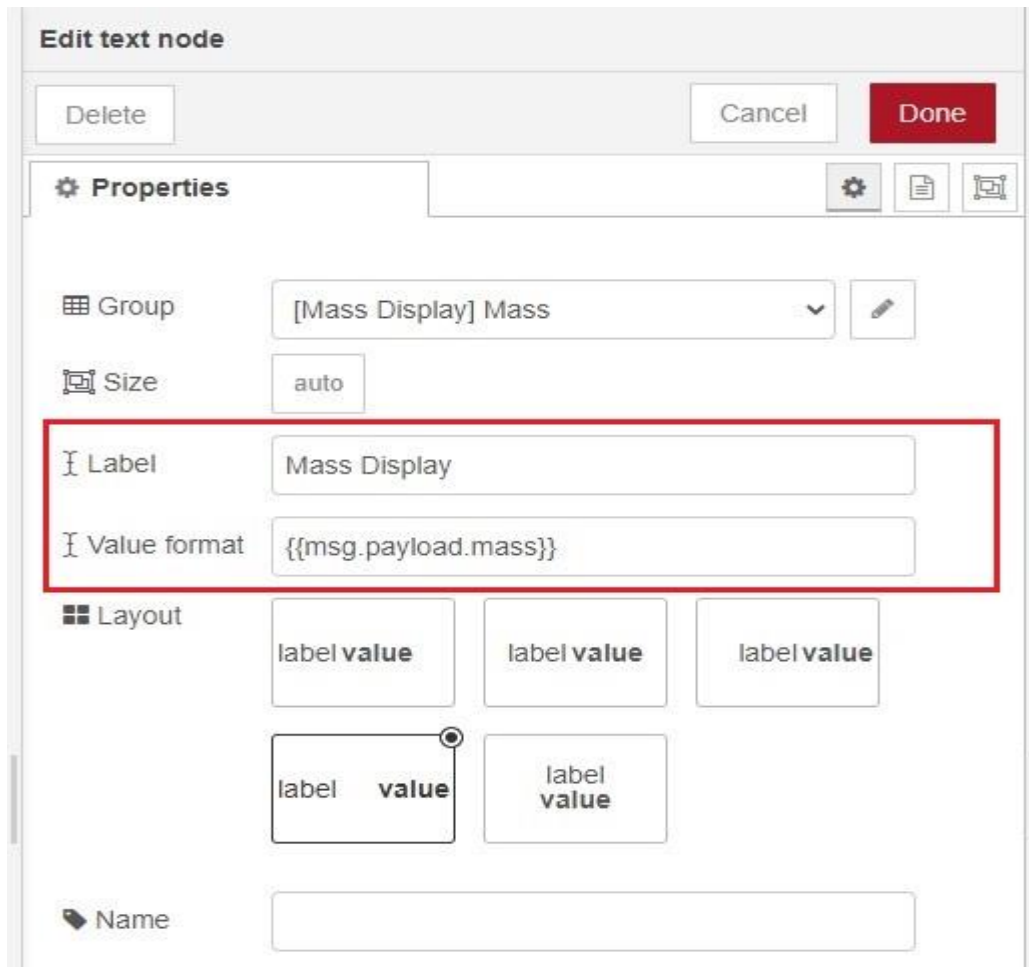 Edit text node
Delete Cancel Done
Properties
Group [Mass Display] Mass
Size auto
Label Mass Display
Value format {{msg.payload.mass}}
Layout label value label value label value
label value label
value
Name